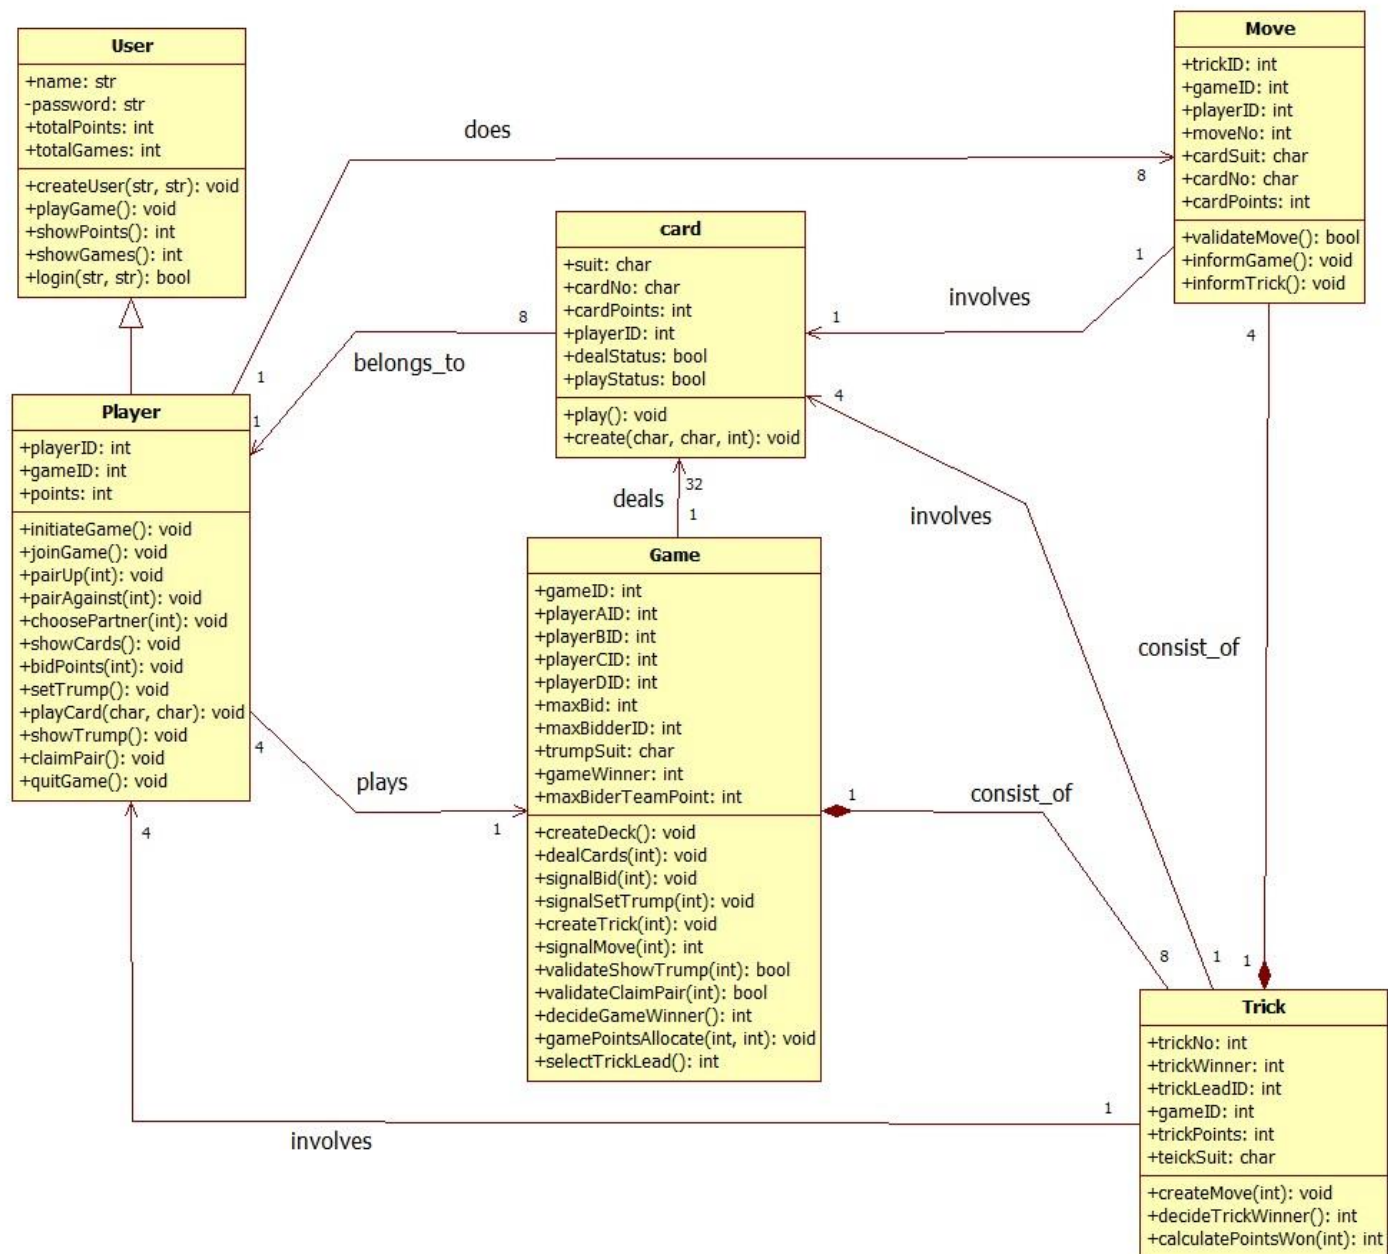 User
+name: str
-password: str
+totalPoints: int
+totalGames: int
+createUser(str, str): void
+playGame(): void
+showPoints(): int
+showGames(): int
+login(str, str): bool
does
8
1
Move
+trickID: int
+gameID: int
+playerID: int
+moveNo: int
+cardSuit: char
+cardNo: char
+cardPoints: int
+validateMove(): bool
+informGame(): void
+informTrick(): void
card
+suit: char
+cardNo: char
+cardPoints: int
+playerID: int
+dealStatus: bool
+playStatus: bool
+play(): void
+create(char, char, int): void
1
involves
1
8
belongs_to
1
4
4
involves
32
deals
1
Player
+playerID: int
+gameID: int
+points: int
+initiateGame(): void
+joinGame(): void
+pairUp(int): void
+pairAgainst(int): void
+choosePartner(int): void
+showCards(): void
+bidPoints(int): void
+setTrump(): void
+playCard(char, char): void
+showTrump(): void
+claimPair(): void
+quitGame(): void
4
plays
1
Game
+gameID: int
+playerAID: int
+playerBID: int
+playerCID: int
+playerDID: int
+maxBid: int
+maxBidderID: int
+trumpSuit: char
+gameWinner: int
+maxBiderTeamPoint: int
+createDeck(): void
+dealCards(int): void
+signalBid(int): void
+signalSetTrump(int): void
+createTrick(int): void
+signalMove(int): int
+validateShowTrump(int): bool
+validateClaimPair(int): bool
+decideGameWinner(): int
+gamePointsAllocate(int, int): void
+selectTrickLead(): int
consist_of
1
consist_of
8
1
1
4
1
involves
Trick
+trickNo: int
+trickWinner: int
+trickLeadID: int
+gameID: int
+trickPoints: int
+teickSuit: char
+createMove(int): void
+decideTrickWinner(): int
+calculatePointsWon(int): int